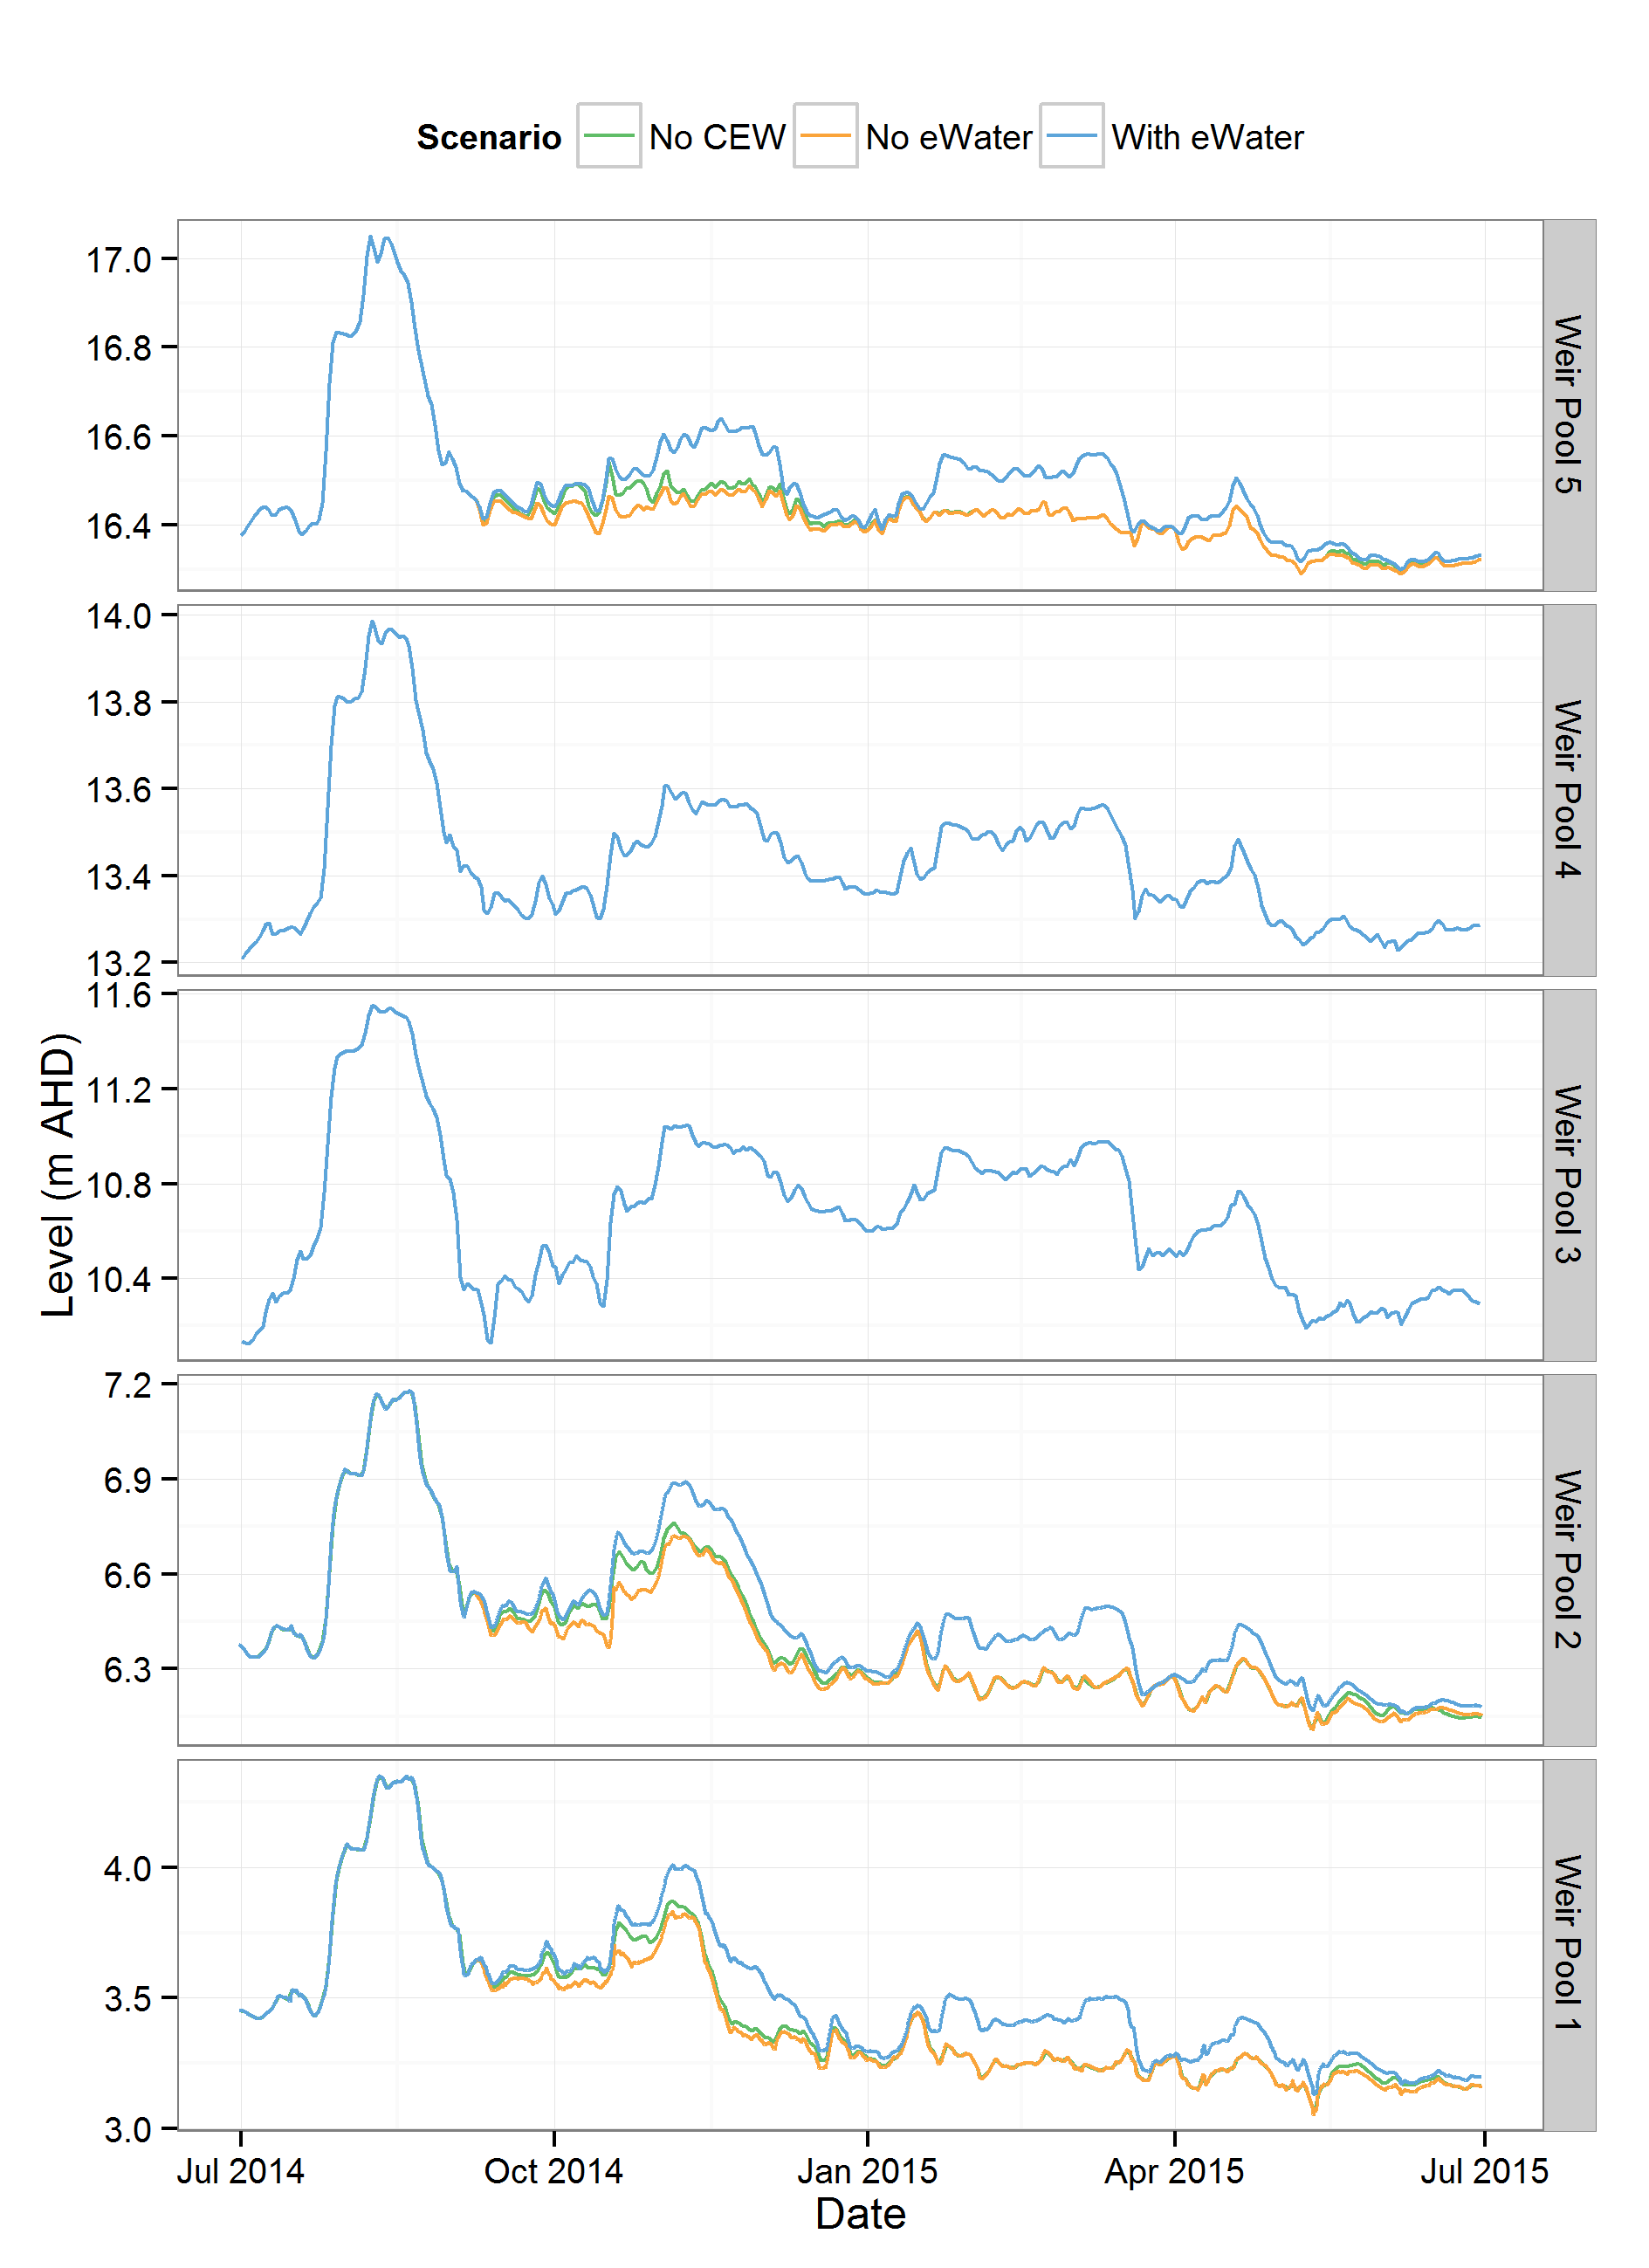 Scenario No CEW No eWater With eWater
17.0
16.8
16.6
16.4
Weir Pool 5
14.0
13.8
13.6
13.4
13.2
Weir Pool 4
11.6
11.2
10.8
10.4
Weir Pool 3
Level (m AHD)
7.2
6.9
6.6
6.3
Weir Pool 2
4.0
3.5
3.0
Weir Pool 1
Jul 2014 Oct 2014 Jan 2015 Apr 2015 Jul 2015
Date